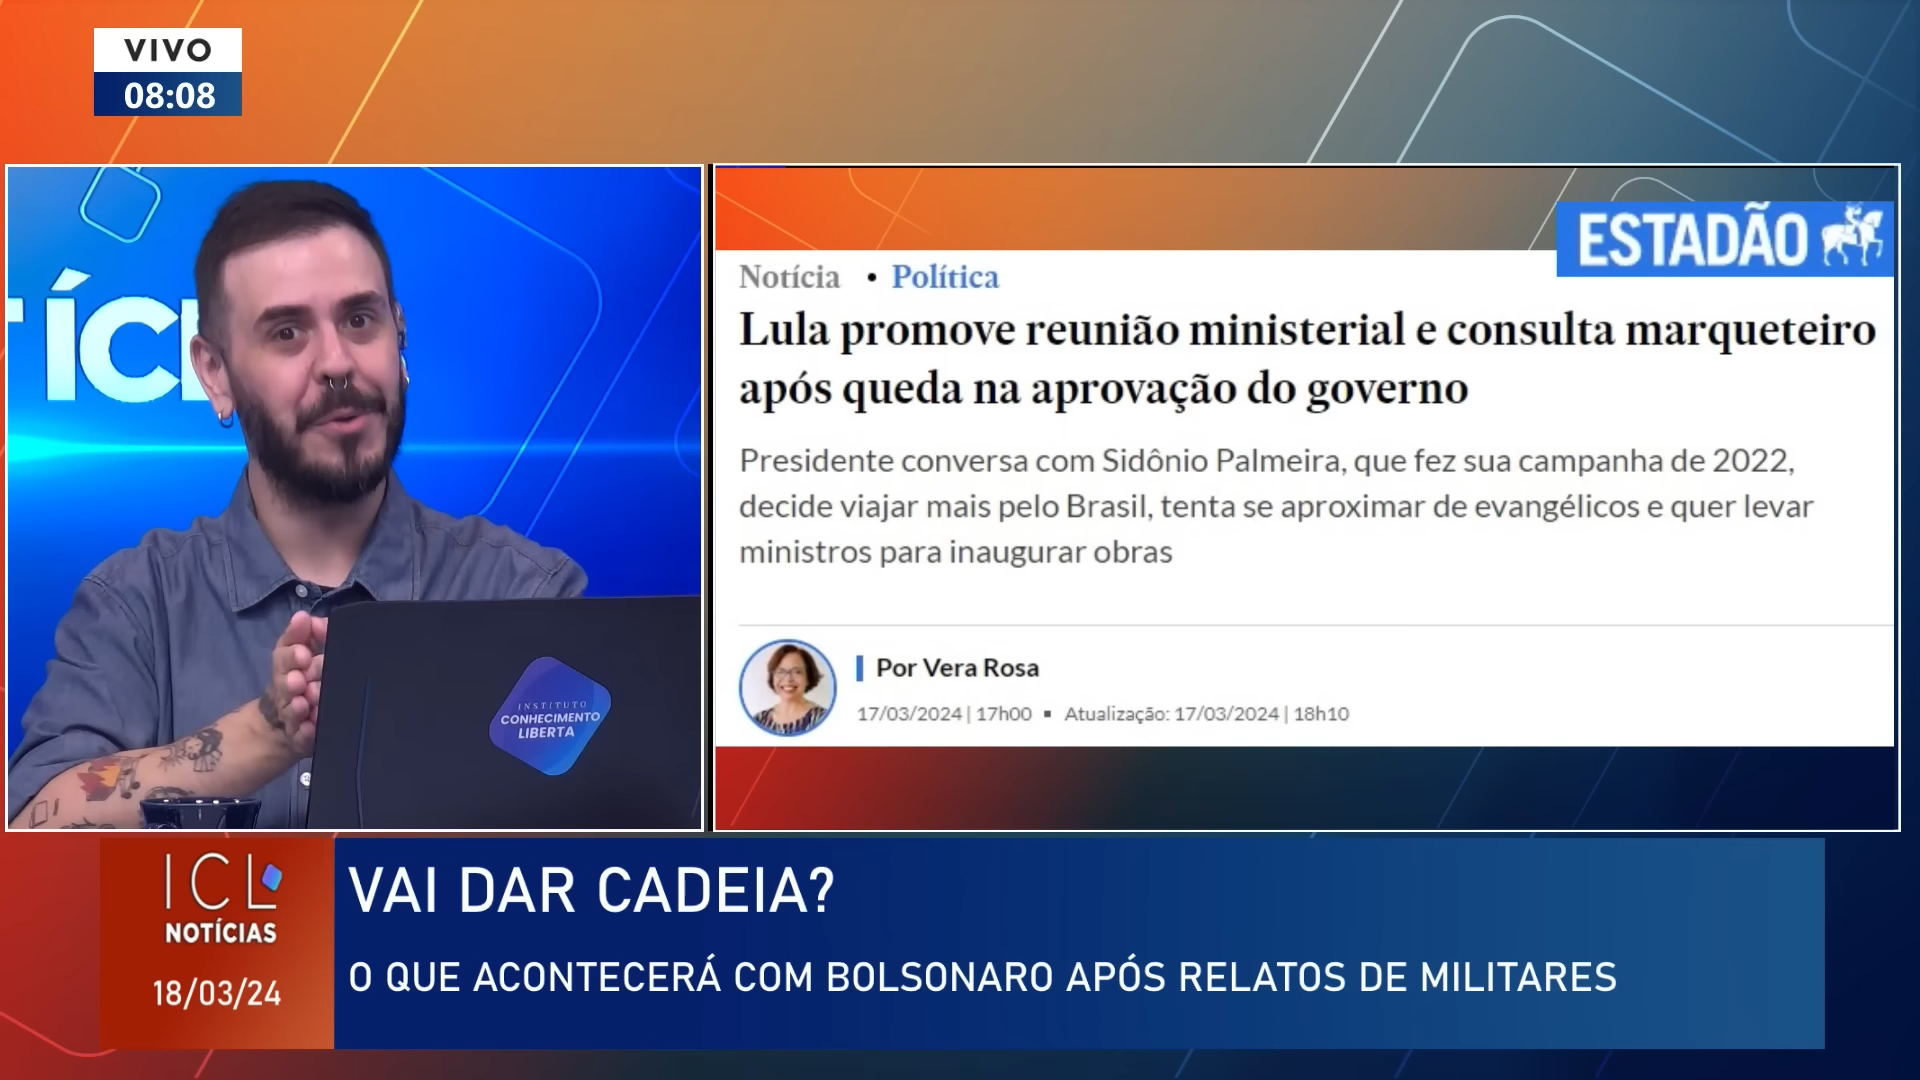 VIVO
08:08
TÍCI
ESTADÃO
Notícia • Política
Lula promove reunião ministerial e consulta marqueteiro
após queda na aprovação do governo
Presidente conversa com Sidônio Palmeira, que fez sua campanha de 2022,
decide viajar mais pelo Brasil, tenta se aproximar de evangélicos e quer levar
ministros para inaugurar obras
Por Vera Rosa
17/03/2024 | 17h00 ▪ Atualização: 17/03/2024 | 18h10
INSTITUTO
CONHECIMENTO
LIBERTA
ICL
NOTÍCIAS
18/03/24
VAI DAR CADEIA?
O QUE ACONTECERÁ COM BOLSONARO APÓS RELATOS DE MILITARES